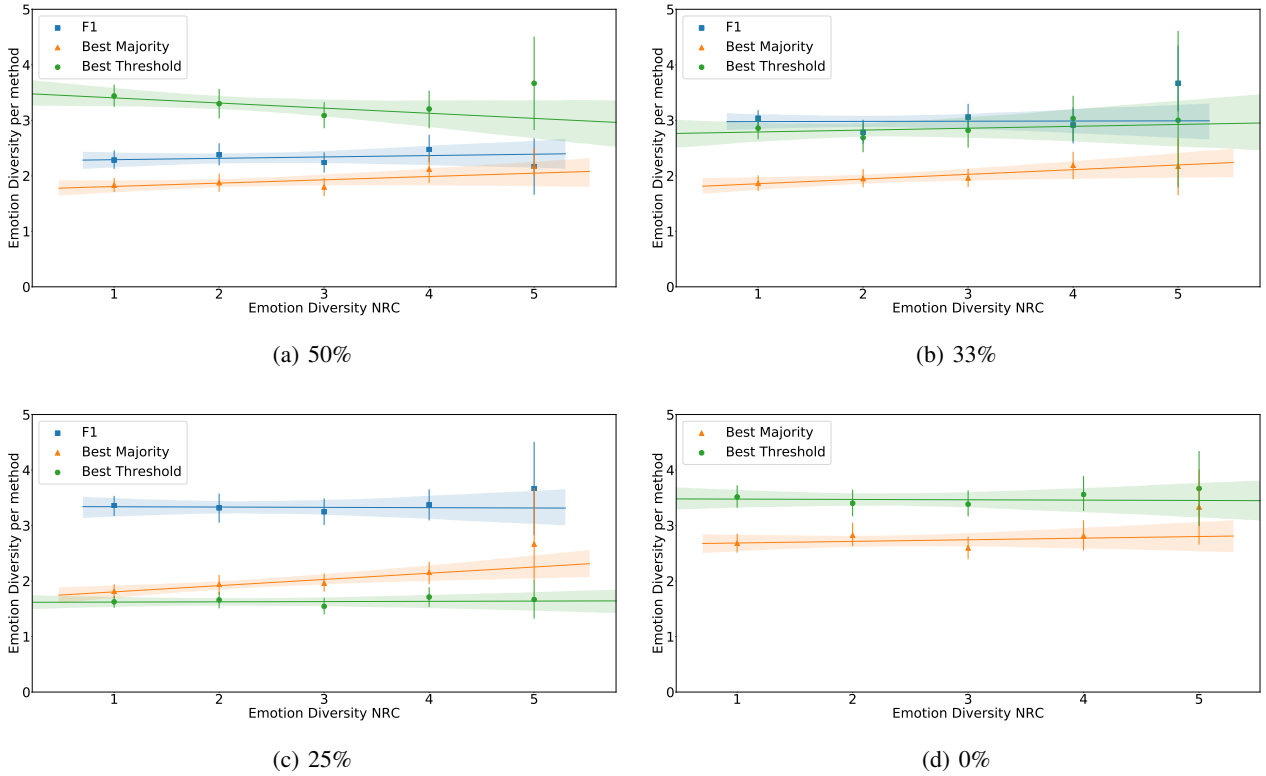 5
4
3
2
1
0
Emotion Diversity per method
F1
Best Majority
Best Threshold
1 2 3 4 5
Emotion Diversity NRC
(a) 50%
5
4
3
2
1
0
Emotion Diversity per method
F1
Best Majority
Best Threshold
1 2 3 4 5
Emotion Diversity NRC
(b) 33%
5
4
3
2
1
0
Emotion Diversity per method
F1
Best Majority
Best Threshold
1 2 3 4 5
Emotion Diversity NRC
(c) 25%
5
4
3
2
1
0
Emotion Diversity per method
Best Majority
Best Threshold
1 2 3 4 5
Emotion Diversity NRC
(d) 0%